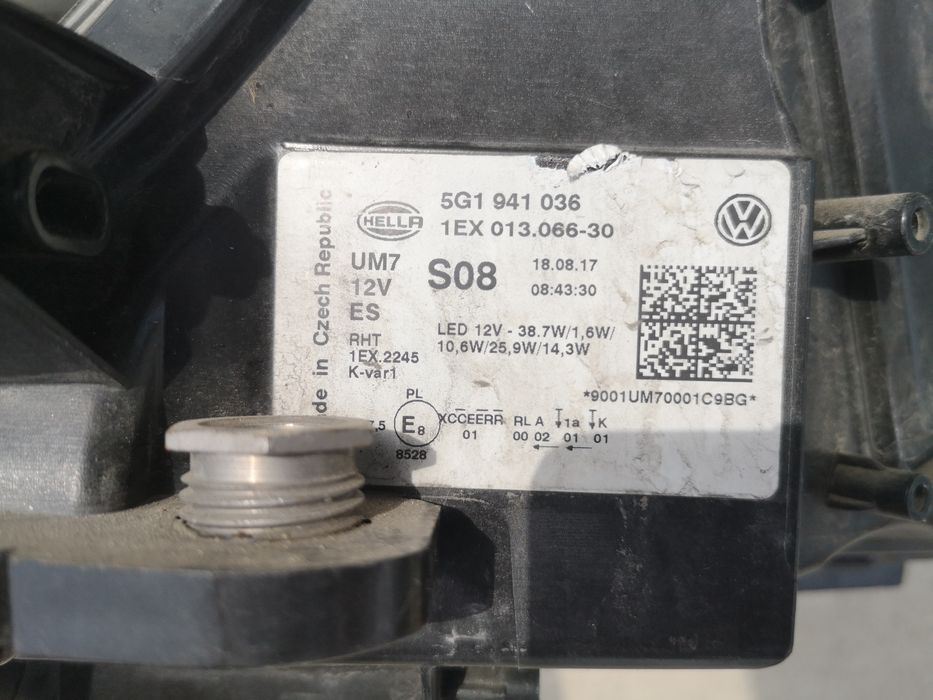 5G1 941 036
HELLA
1EX 013.066-30
UM7
S08
18.08.17
12V
08:43:30
ES
LED 12V - 38.7W/1,6W/
10,6W/25,9W/14,3W
RHT
1EX.2245
K-var1
*9001UM70001C9BG*
PL
E8
XCCEERR RL A 1a K
01 00 02 01 01
8528
in Czech Republic